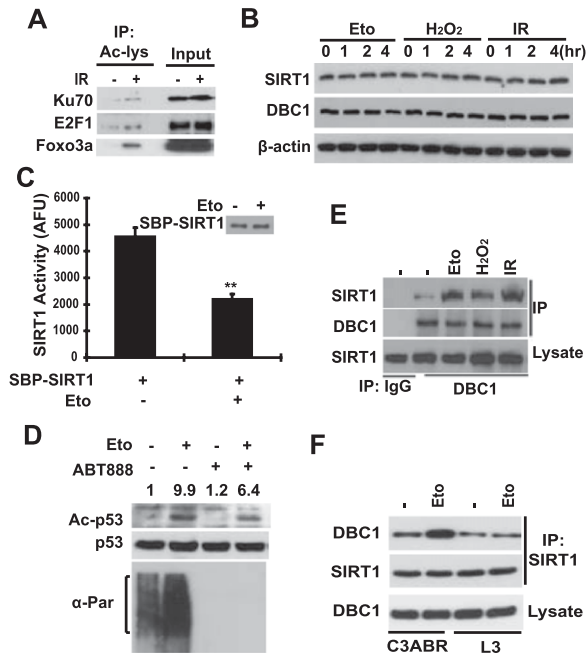 A
IP:
Ac-lys
Input
IR - + - +
Ku70
E2F1
Foxo3a
B
Eto H2O2 IR
0 1 2 4 0 1 2 4 0 1 2 4(hr)
SIRT1
DBC1
β-actin
C
SIRT1 Activity (AFU)
6000
5000
4000
3000
2000
1000
0
Eto - +
SBP-SIRT1
**
SBP-SIRT1 + +
Eto - +
D
Eto - + - +
ABT888 - - + +
1 9.9 1.2 6.4
Ac-p53
p53
α-Par
E
- - Eto H2O2 IR
SIRT1
DBC1
IP
SIRT1
Lysate
IP: IgG DBC1
F
- Eto - Eto
DBC1
SIRT1
IP:
SIRT1
DBC1
Lysate
C3ABR L3